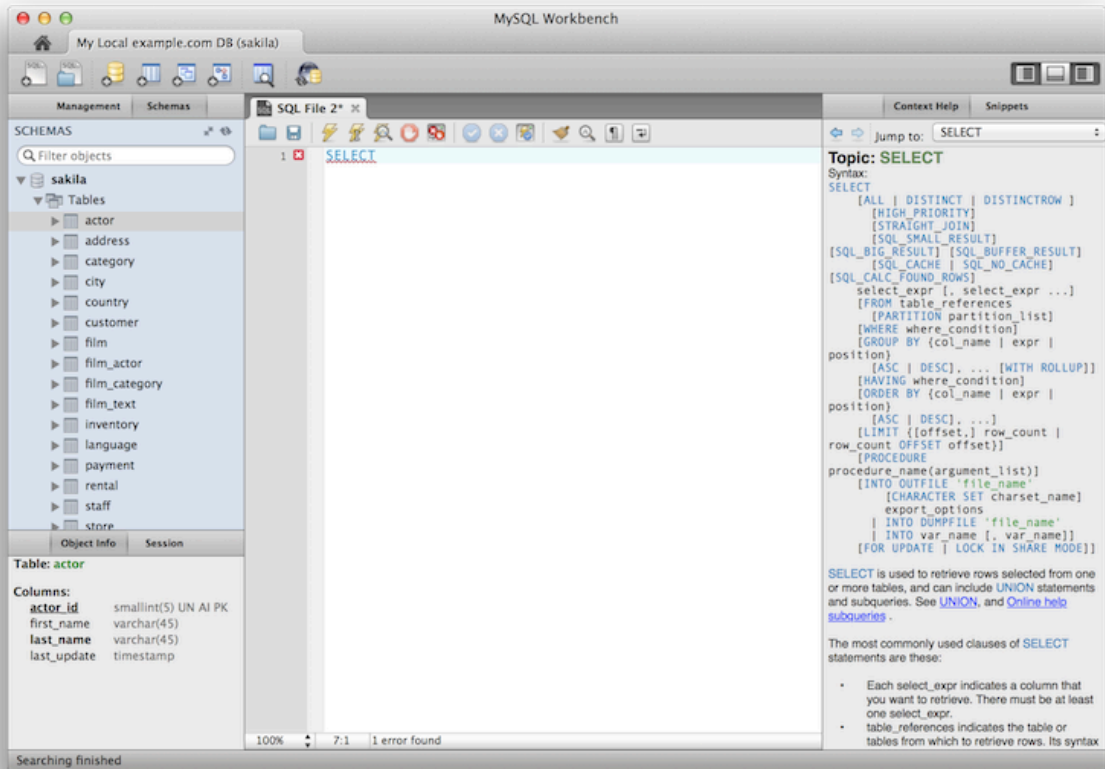 MySQL Workbench
My Local example.com DB (sakila)
Management Schemas
SCHEMAS
Filter objects
sakila
Tables
actor
address
category
city
country
customer
film
film_actor
film_category
film_text
inventory
language
payment
rental
staff
store
Object Info Session
Table: actor
Columns:
actor_id smallint(5) UN AI PK
first_name varchar(45)
last_name varchar(45)
last_update timestamp
SQL File 2*
1 SELECT
100% 7:1 1 error found
Context Help Snippets
Jump to: SELECT
Topic: SELECT
Syntax:
SELECT
[ALL | DISTINCT | DISTINCTROW ]
[HIGH_PRIORITY]
[STRAIGHT_JOIN]
[SQL_SMALL_RESULT]
[SQL_BIG_RESULT] [SQL_BUFFER_RESULT]
[SQL_CACHE | SQL_NO_CACHE]
[SQL_CALC_FOUND_ROWS]
select_expr [, select_expr ...]
[FROM table_references
[PARTITION partition_list]
[WHERE where_condition]
[GROUP BY {col_name | expr |
position}
[ASC | DESC], ... [WITH ROLLUP]]
[HAVING where_condition]
[ORDER BY {col_name | expr |
position}
[ASC | DESC], ...]
[LIMIT {[offset,] row_count |
row_count OFFSET offset}]
[PROCEDURE
procedure_name(argument_list)]
[INTO OUTFILE 'file_name'
[CHARACTER SET charset_name]
export_options
| INTO DUMPFILE 'file_name'
| INTO var_name [, var_name]]
[FOR UPDATE | LOCK IN SHARE MODE]]
SELECT is used to retrieve rows selected from one
or more tables, and can include UNION statements
and subqueries. See UNION, and Online help
subqueries .
The most commonly used clauses of SELECT
statements are these:
• Each select_expr indicates a column that
you want to retrieve. There must be at least
one select_expr.
• table_references indicates the table or
tables from which to retrieve rows. Its syntax
Searching finished